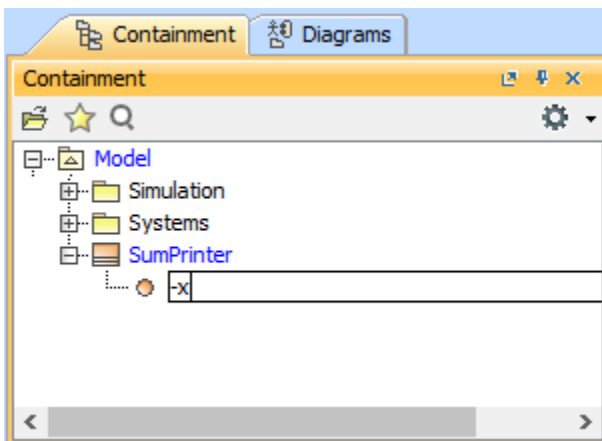 Containment Diagrams
Containment
Model
Simulation
Systems
SumPrinter
-x